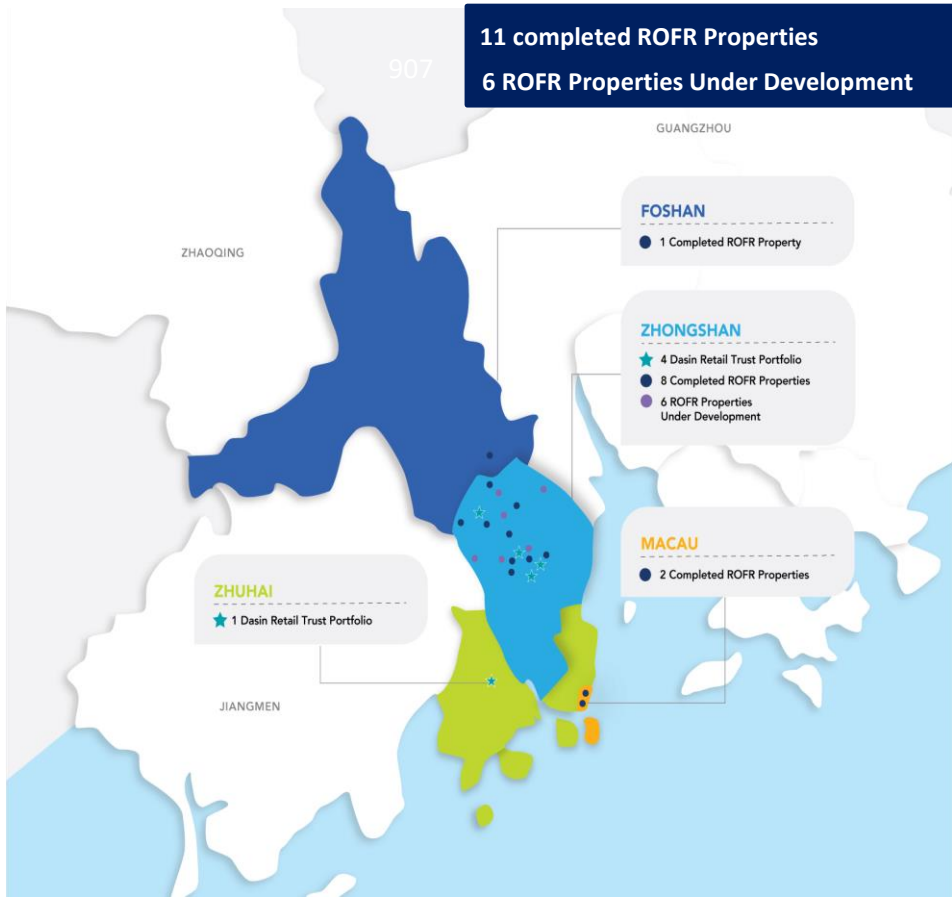 11 completed ROFR Properties
907
6 ROFR Properties Under Development
GUANGZHOU
FOSHAN
1 Completed ROFR Property
ZHAOQING
ZHONGSHAN
4 Dasin Retail Trust Portfolio
8 Completed ROFR Properties
6 ROFR Properties
Under Development
MACAU
2 Completed ROFR Properties
ZHUHAI
1 Dasin Retail Trust Portfolio
JIANGMEN